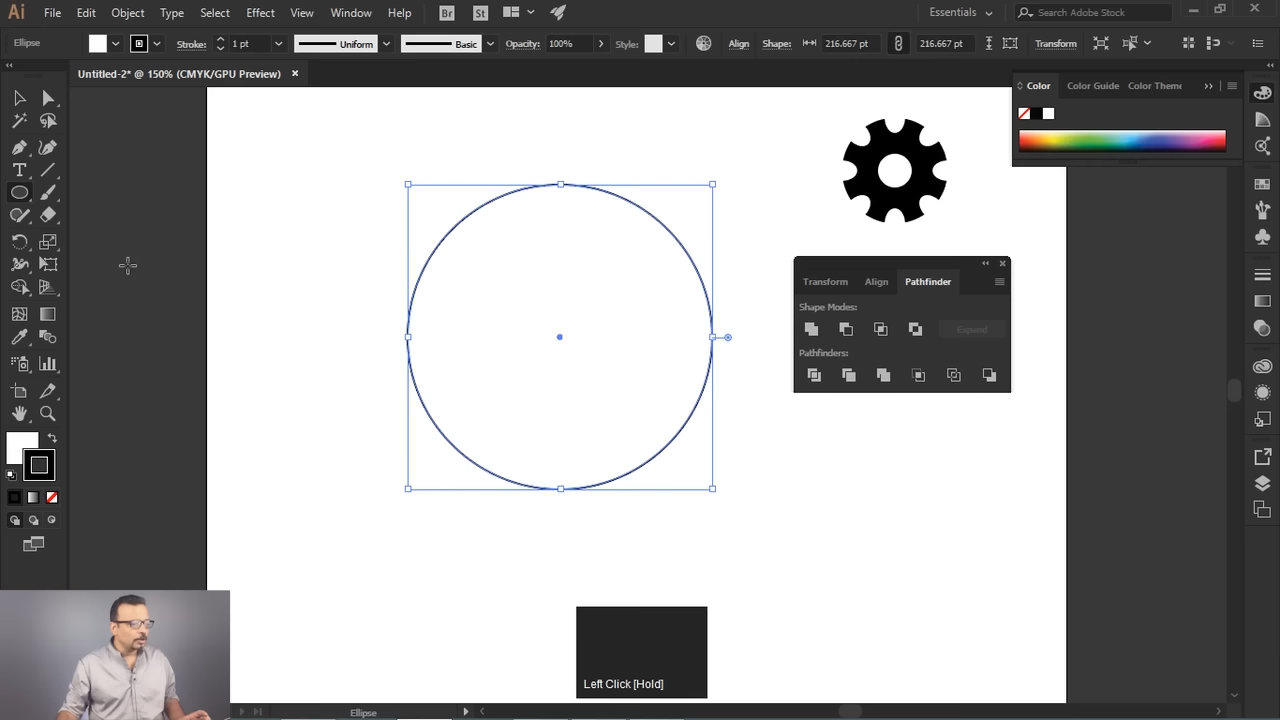 Ai File Edit Object Type Select Effect View Window Help Br St Essentials Search Adobe Stock
Ellipse Stroke: 1 pt Uniform Basic Opacity: 100% Style: Align Shape: 216.667 pt 216.667 pt Transform
Untitled-2* @ 150% (CMYK/GPU Preview) ×
Color Color Guide Color Theme
Transform Align Pathfinder
Shape Modes:
Expand
Pathfinders:
Left Click [Hold]
Ellipse